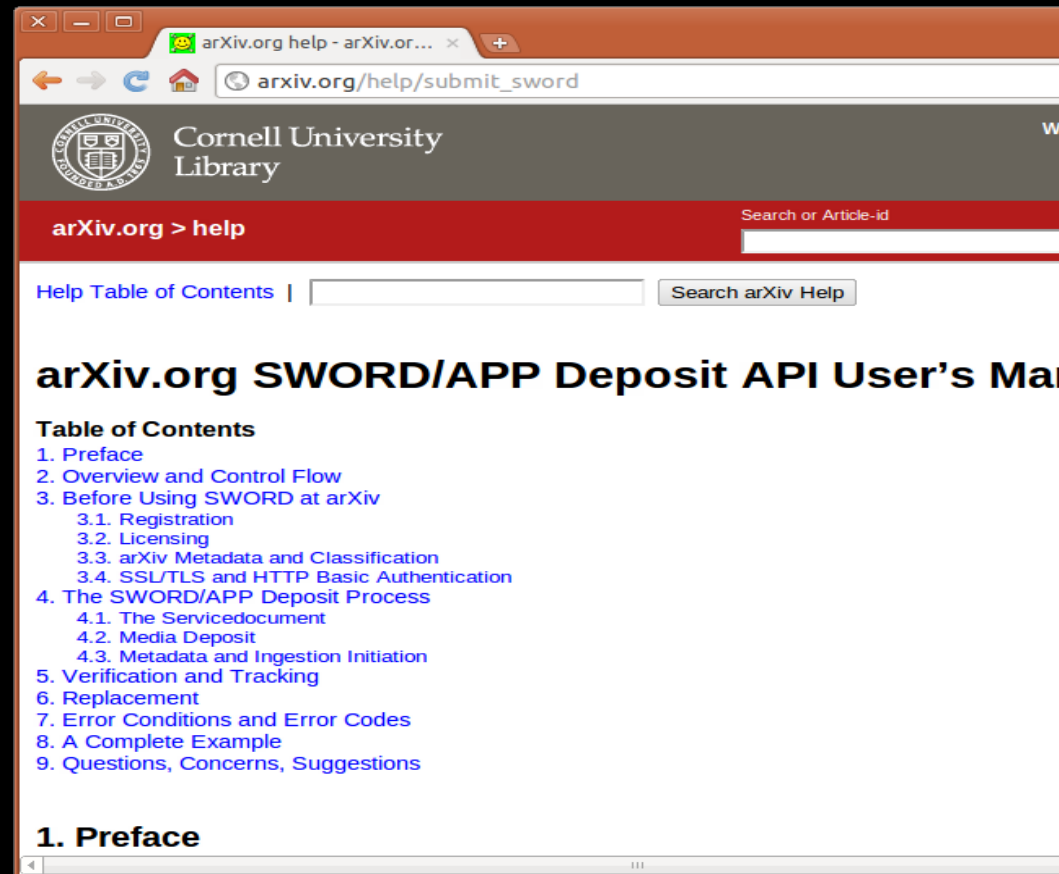 arXiv.org help - arXiv.or...
arxiv.org/help/submit_sword
Cornell University
Library
arXiv.org > help
Search or Article-id
Help Table of Contents |
Search arXiv Help
arXiv.org SWORD/APP Deposit API User’s
Table of Contents
1. Preface
2. Overview and Control Flow
3. Before Using SWORD at arXiv
3.1. Registration
3.2. Licensing
3.3. arXiv Metadata and Classification
3.4. SSL/TLS and HTTP Basic Authentication
4. The SWORD/APP Deposit Process
4.1. The Servicedocument
4.2. Media Deposit
4.3. Metadata and Ingestion Initiation
5. Verification and Tracking
6. Replacement
7. Error Conditions and Error Codes
8. A Complete Example
9. Questions, Concerns, Suggestions
1. Preface